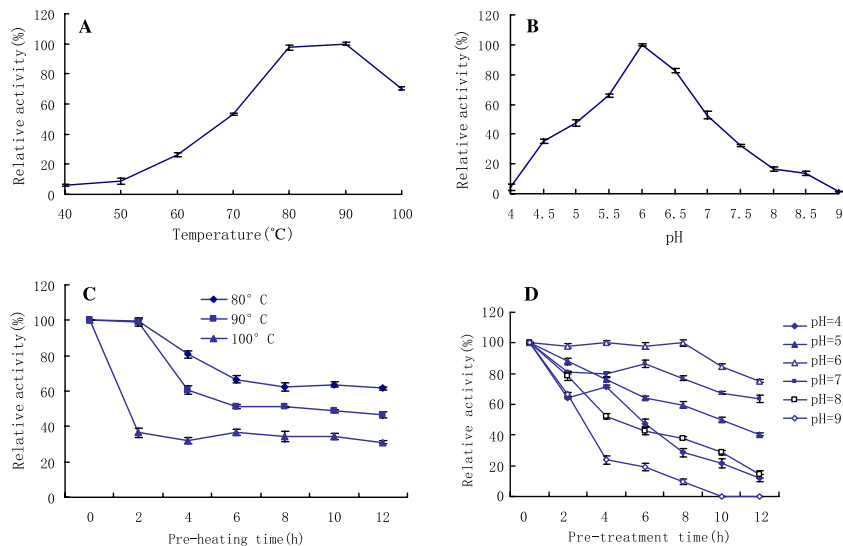 A
Relative activity(%)
120
100
80
60
40
20
0
40 50 60 70 80 90 100
Temperature(℃)
B
Relative activity(%)
120
100
80
60
40
20
0
4 4.5 5 5.5 6 6.5 7 7.5 8 8.5 9
pH
C
Relative activity(%)
120
100
80
60
40
20
0
80° C
90° C
100° C
0 2 4 6 8 10 12
Pre-heating time(h)
D
Relative activity(%)
120
100
80
60
40
20
0
pH=4
pH=5
pH=6
pH=7
pH=8
pH=9
0 2 4 6 8 10 12
Pre-treatment time(h)